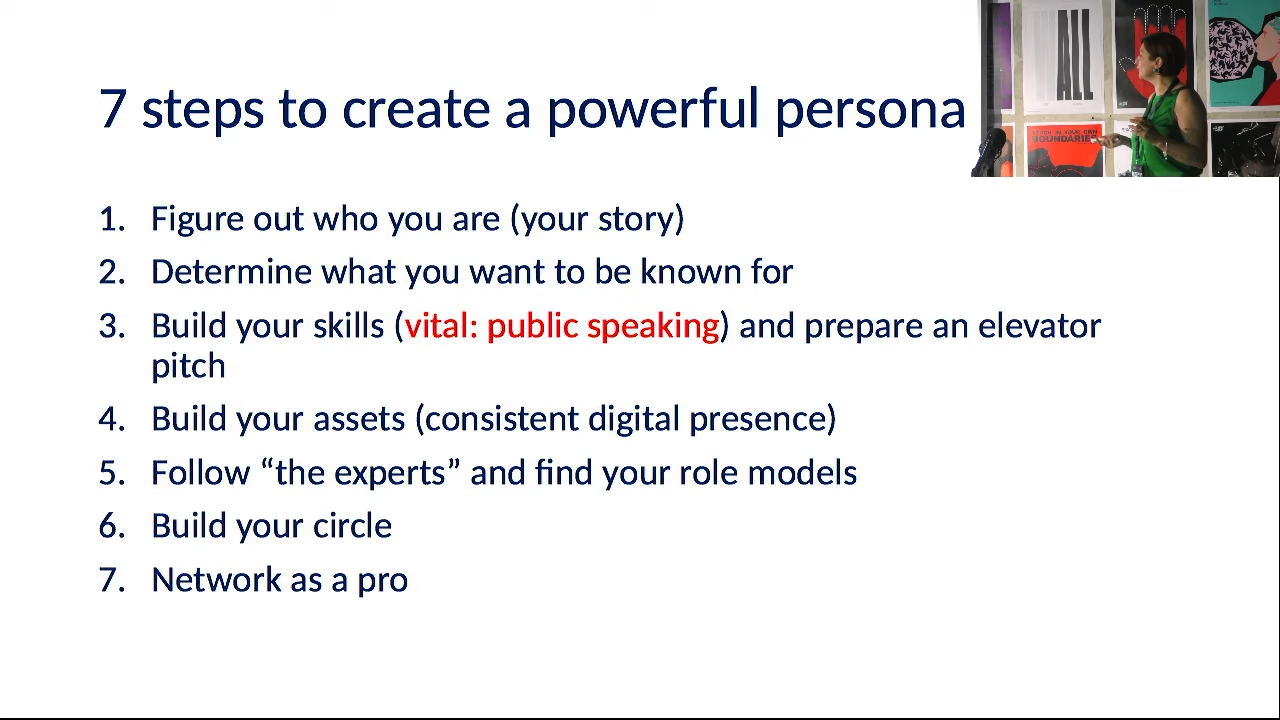 7 steps to create a powerful persona
1. Figure out who you are (your story)
2. Determine what you want to be known for
3. Build your skills (vital: public speaking) and prepare an elevator
pitch
4. Build your assets (consistent digital presence)
5. Follow “the experts” and find your role models
6. Build your circle
7. Network as a pro
ALL
BOUNDARIES